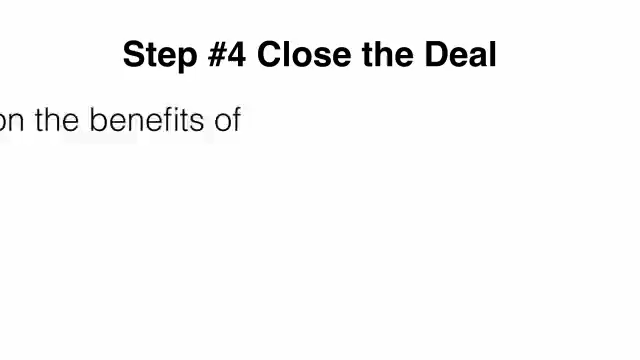 Step #4 Close the Deal
on the benefits of